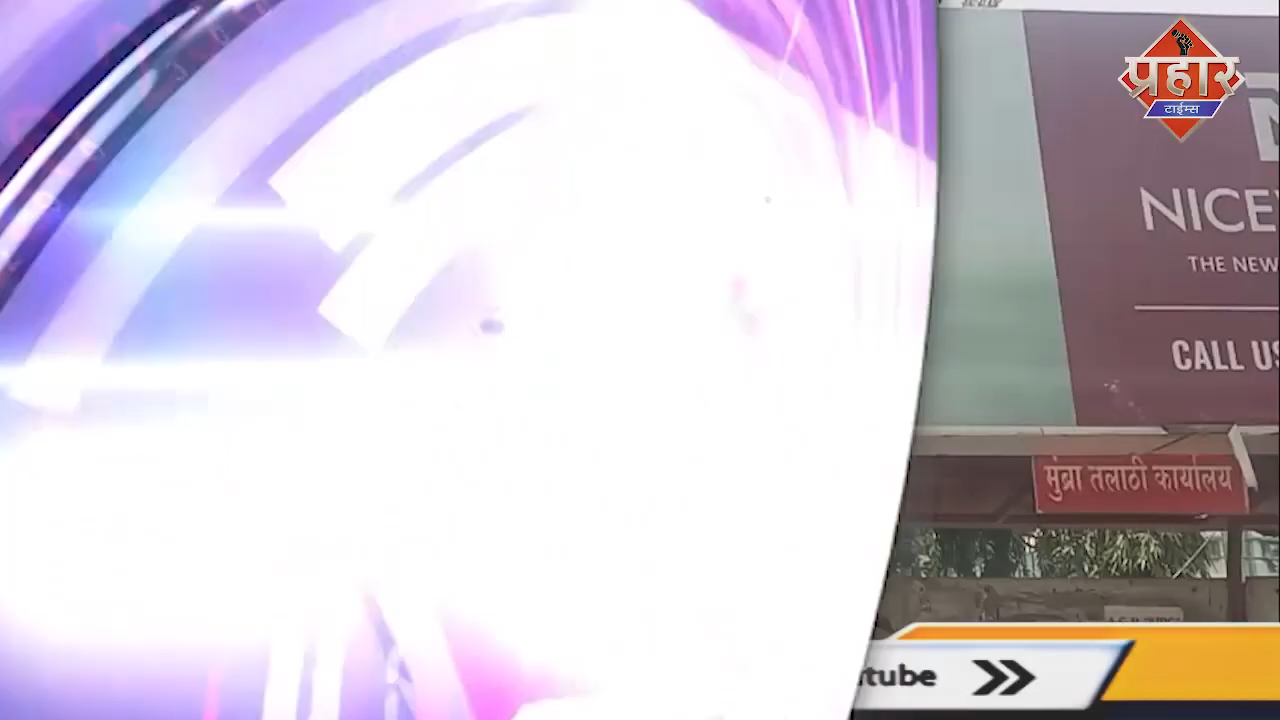 प्रहार
टाईम्स
NICE
THE NEW
CALL US
मुंब्रा तलाठी कार्यालय
tube